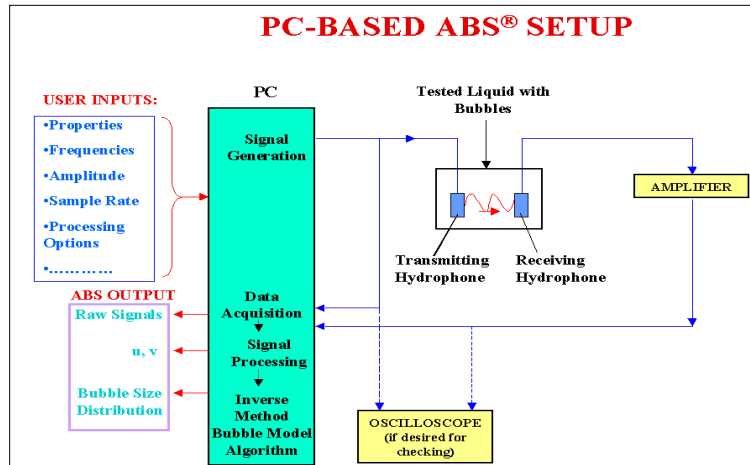 PC-BASED ABS® SETUP
USER INPUTS:
•Properties
•Frequencies
•Amplitude
•Sample Rate
•Processing
Options
•…………
PC
Signal
Generation
Tested Liquid with
Bubbles
AMPLIFIER
Transmitting
Hydrophone
Receiving
Hydrophone
ABS OUTPUT
Raw Signals
u, v
Bubble Size
Distribution
Data
Acquisition
Signal
Processing
Inverse
Method
Bubble Model
Algorithm
OSCILLOSCOPE
(if desired for
checking)